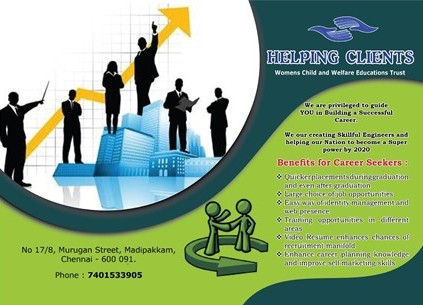 HELPING CLIENTS
Womens Child and Welfare Educations Trust
We are privileged to guide
YOU in Building a Successful
Career.
We our creating Skillful Engineers and
helping our Nation to become a Super
power by 2020
Benefits for Career Seekers :
Quicker placements during graduation
and even after graduation
Large choice of job opportunities
Easy way of identity management and
web presence
Training opportunities in different
areas
Video Resume enhances chances of
recruitment manifold
Enhance career planning knowledge
and improve self marketing skills
No 17/8, Murugan Street, Madipakkam,
Chennai - 600 091.
Phone : 7401533905